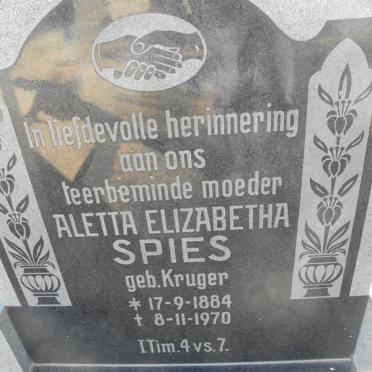 In liefdevolle herinnering
aan ons
teerbeminde moeder
ALETTA ELIZABETHA
SPIES
geb. Kruger
* 17-9-1884
† 8-11-1970
I Tim. 4 vs. 7.